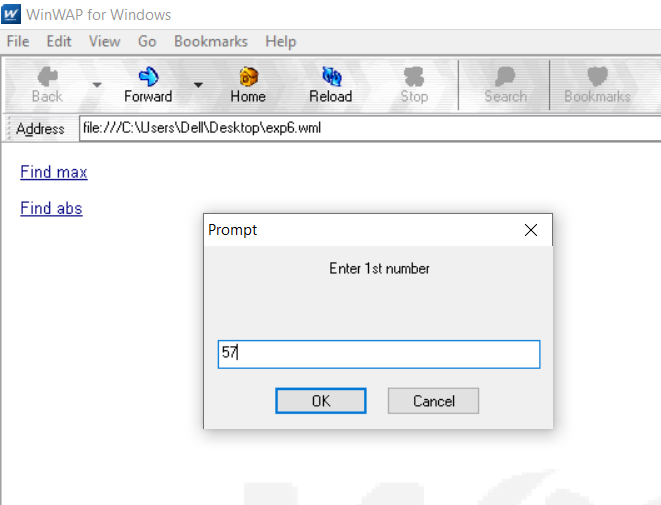 WinWAP for Windows
File Edit View Go Bookmarks Help
Back Forward Home Reload Stop Search Bookmarks
Address file:///C:\Users\Dell\Desktop\exp6.wml
Find max
Find abs
Prompt
Enter 1st number
57
OK Cancel